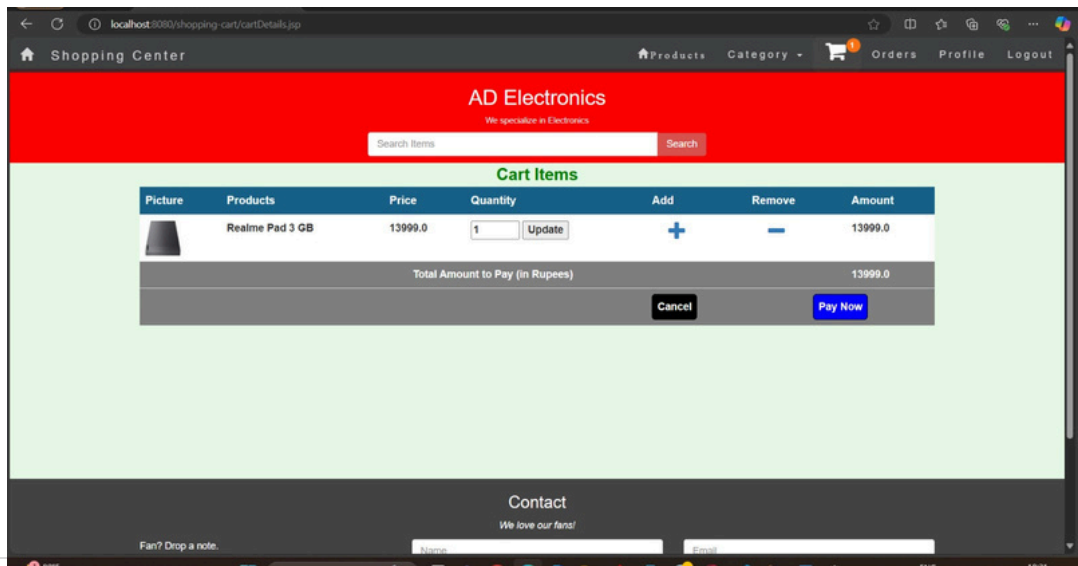 localhost:8080/shopping-cart/cartDetails.jsp
Shopping Center Products Category 1 Orders Profile Logout
AD Electronics
We specialize in Electronics
Search Items Search
Cart Items
Picture Products Price Quantity Add Remove Amount
Realme Pad 3 GB 13999.0 1 Update 13999.0
Total Amount to Pay (in Rupees) 13999.0
Cancel Pay Now
Contact
We love our fans!
Fan? Drop a note.
Name Email